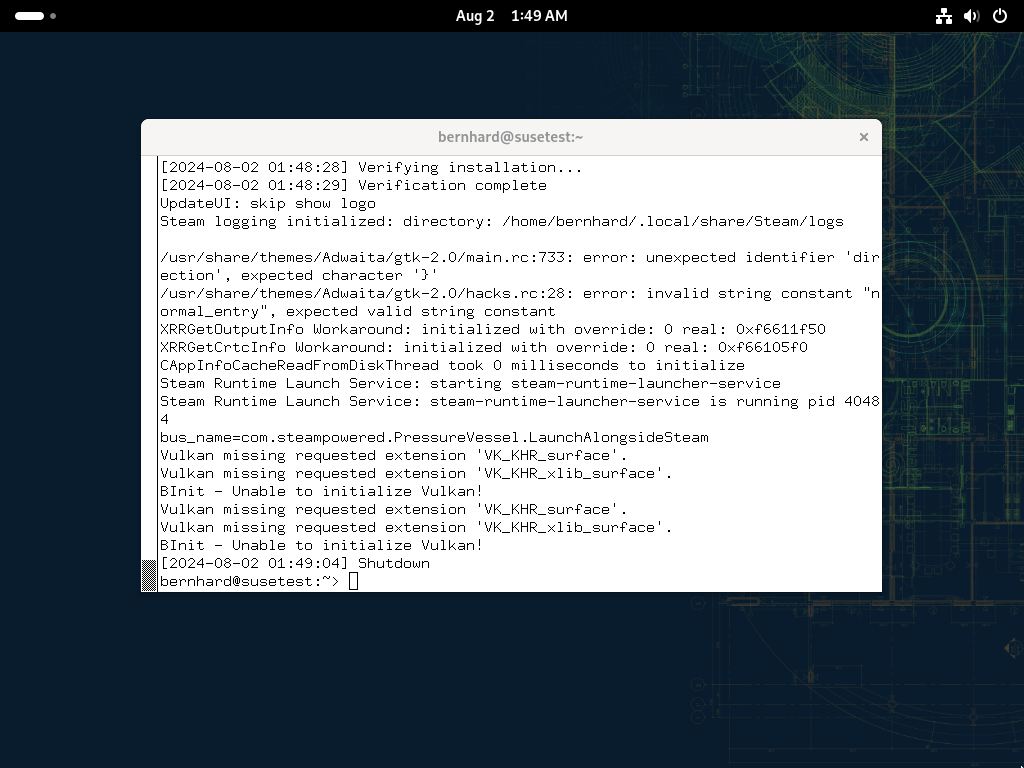 Aug 2 1:49 AM
bernhard@susetest:~
[2024-08-02 01:48:28] Verifying installation...
[2024-08-02 01:48:29] Verification complete
UpdateUI: skip show logo
Steam logging initialized: directory: /home/bernhard/.local/share/Steam/logs
/usr/share/themes/Adwaita/gtk-2.0/main.rc:733: error: unexpected identifier 'dir
ection', expected character '}'
/usr/share/themes/Adwaita/gtk-2.0/hacks.rc:28: error: invalid string constant "n
ormal_entry", expected valid string constant
XRRGetOutputInfo Workaround: initialized with override: 0 real: 0xf6611f50
XRRGetCrtcInfo Workaround: initialized with override: 0 real: 0xf66105f0
CAppInfoCacheReadFromDiskThread took 0 milliseconds to initialize
Steam Runtime Launch Service: starting steam-runtime-launcher-service
Steam Runtime Launch Service: steam-runtime-launcher-service is running pid 4048
4
bus_name=com.steampowered.PressureVessel.LaunchAlongsideSteam
Vulkan missing requested extension 'VK_KHR_surface'.
Vulkan missing requested extension 'VK_KHR_xlib_surface'.
BInit - Unable to initialize Vulkan!
Vulkan missing requested extension 'VK_KHR_surface'.
Vulkan missing requested extension 'VK_KHR_xlib_surface'.
BInit - Unable to initialize Vulkan!
[2024-08-02 01:49:04] Shutdown
bernhard@susetest:~>